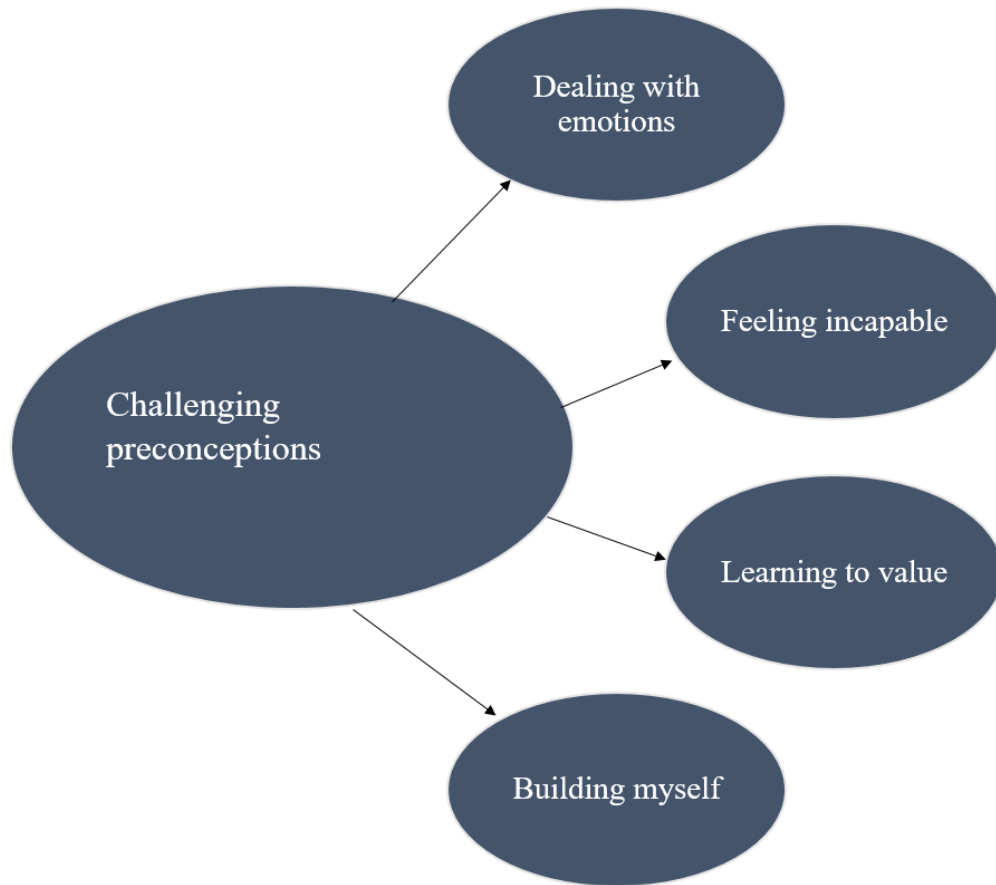 Dealing with
emotions
Feeling incapable
Challenging
preconceptions
Learning to value
Building myself